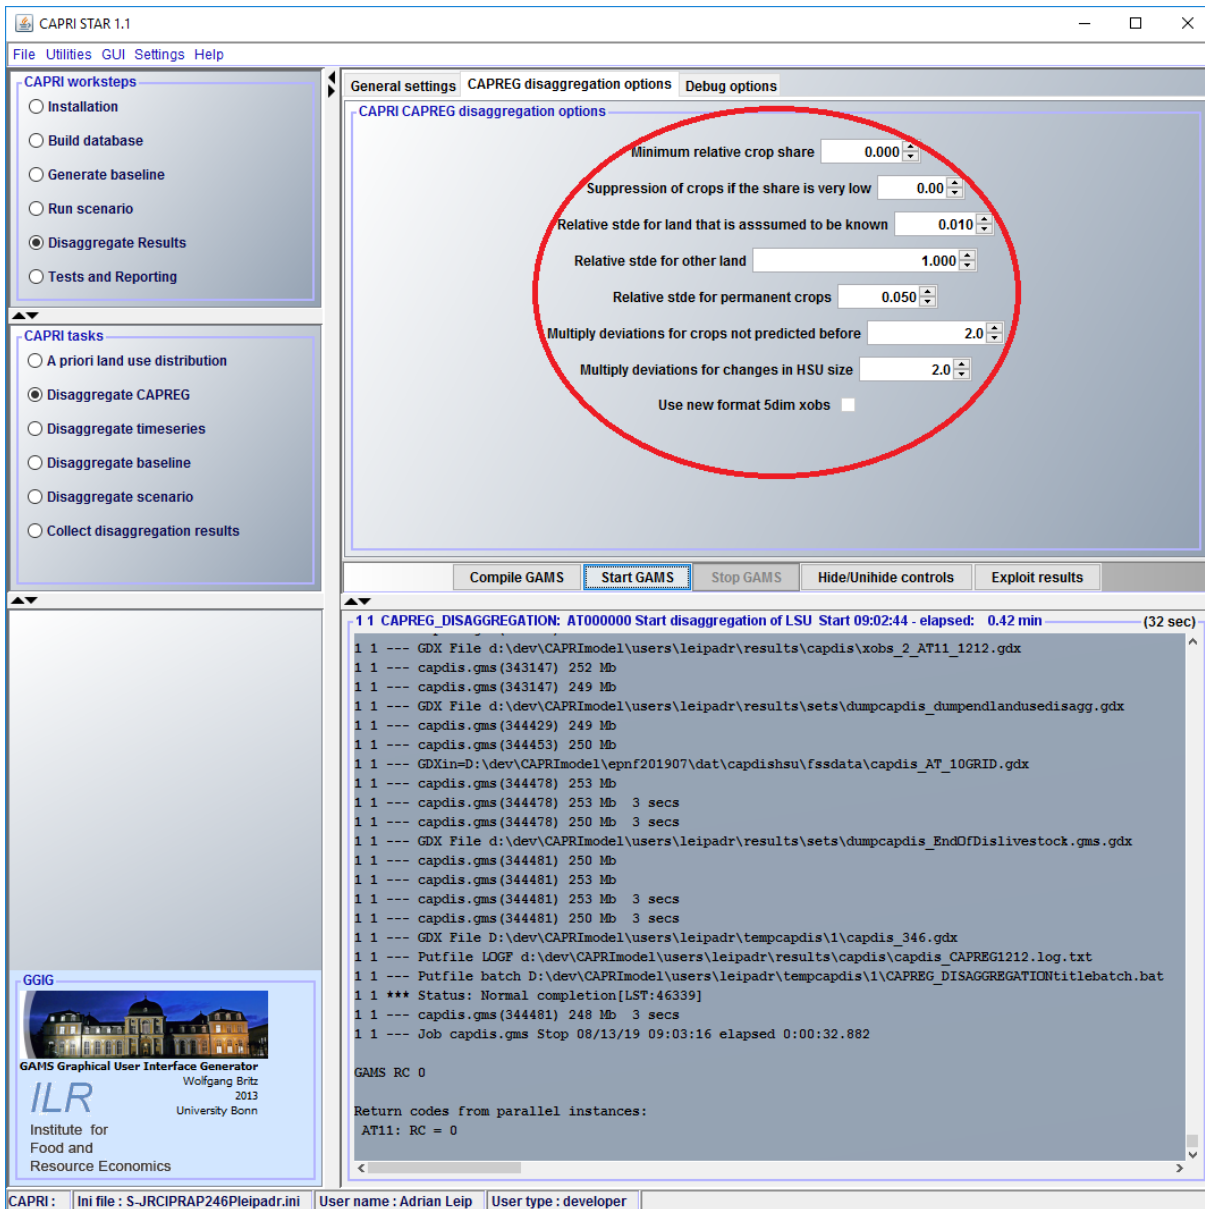 CAPRI STAR 1.1
File Utilities GUI Settings Help
CAPRI worksteps
Installation
Build database
Generate baseline
Run scenario
Disaggregate Results
Tests and Reporting
CAPRI tasks
A priori land use distribution
Disaggregate CAPREG
Disaggregate timeseries
Disaggregate baseline
Disaggregate scenario
Collect disaggregation results
GGIG
GAMS Graphical User Interface Generator
Wolfgang Britz
2013
University Bonn
ILR
Institute for
Food and
Resource Economics
General settings CAPREG disaggregation options Debug options
CAPRI CAPREG disaggregation options
Minimum relative crop share 0.000
Suppression of crops if the share is very low 0.00
Relative stde for land that is asssumed to be known 0.010
Relative stde for other land 1.000
Relative stde for permanent crops 0.050
Multiply deviations for crops not predicted before 2.0
Multiply deviations for changes in HSU size 2.0
Use new format 5dim xobs
Compile GAMS Start GAMS Stop GAMS Hide/Unihide controls Exploit results
1 1 CAPREG_DISAGGREGATION: AT000000 Start disaggregation of LSU Start 09:02:44 - elapsed: 0.42 min (32 sec)
1 1 --- GDX File d:\dev\CAPRImodel\users\leipadr\results\capdis\xobs_2_AT11_1212.gdx
1 1 --- capdis.gms(343147) 252 Mb
1 1 --- capdis.gms(343147) 249 Mb
1 1 --- GDX File d:\dev\CAPRImodel\users\leipadr\results\sets\dumpcapdis_dumpendlandusedisagg.gdx
1 1 --- capdis.gms(344429) 249 Mb
1 1 --- capdis.gms(344453) 250 Mb
1 1 --- GDXin=D:\dev\CAPRImodel\epnf201907\dat\capdishsu\fssdata\capdis_AT_10GRID.gdx
1 1 --- capdis.gms(344478) 253 Mb
1 1 --- capdis.gms(344478) 253 Mb 3 secs
1 1 --- capdis.gms(344478) 250 Mb 3 secs
1 1 --- GDX File d:\dev\CAPRImodel\users\leipadr\results\sets\dumpcapdis_EndOfDislivestock.gms.gdx
1 1 --- capdis.gms(344481) 250 Mb
1 1 --- capdis.gms(344481) 253 Mb
1 1 --- capdis.gms(344481) 253 Mb 3 secs
1 1 --- capdis.gms(344481) 250 Mb 3 secs
1 1 --- GDX File D:\dev\CAPRImodel\users\leipadr\tempcapdis\1\capdis_346.gdx
1 1 --- Putfile LOGF d:\dev\CAPRImodel\users\leipadr\results\capdis\capdis_CAPREG1212.log.txt
1 1 --- Putfile batch D:\dev\CAPRImodel\users\leipadr\tempcapdis\1\CAPREG_DISAGGREGATIONtitlebatch.bat
1 1 *** Status: Normal completion[LST:46339]
1 1 --- capdis.gms(344481) 248 Mb 3 secs
1 1 --- Job capdis.gms Stop 08/13/19 09:03:16 elapsed 0:00:32.882
GAMS RC 0
Return codes from parallel instances:
AT11: RC = 0
CAPRI : Ini file : S-JRCIPRAP246Pleipadr.ini User name : Adrian Leip User type : developer